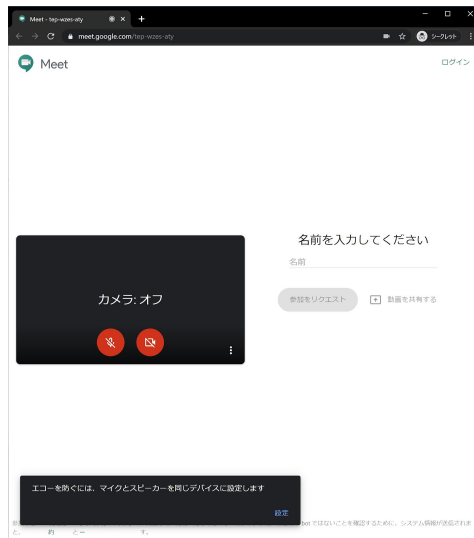 Meet - tep-wzes-aty
meet.google.com/tep-wzes-aty
シークレット
Meet
ログイン
名前を入力してください
名前
カメラ: オフ
参加をリクエスト
動画を共有する
エコーを防ぐには、マイクとスピーカーを同じデバイスに設定します
設定
bot ではないことを確認するために、システム情報が送信されま
と、 約 と す。